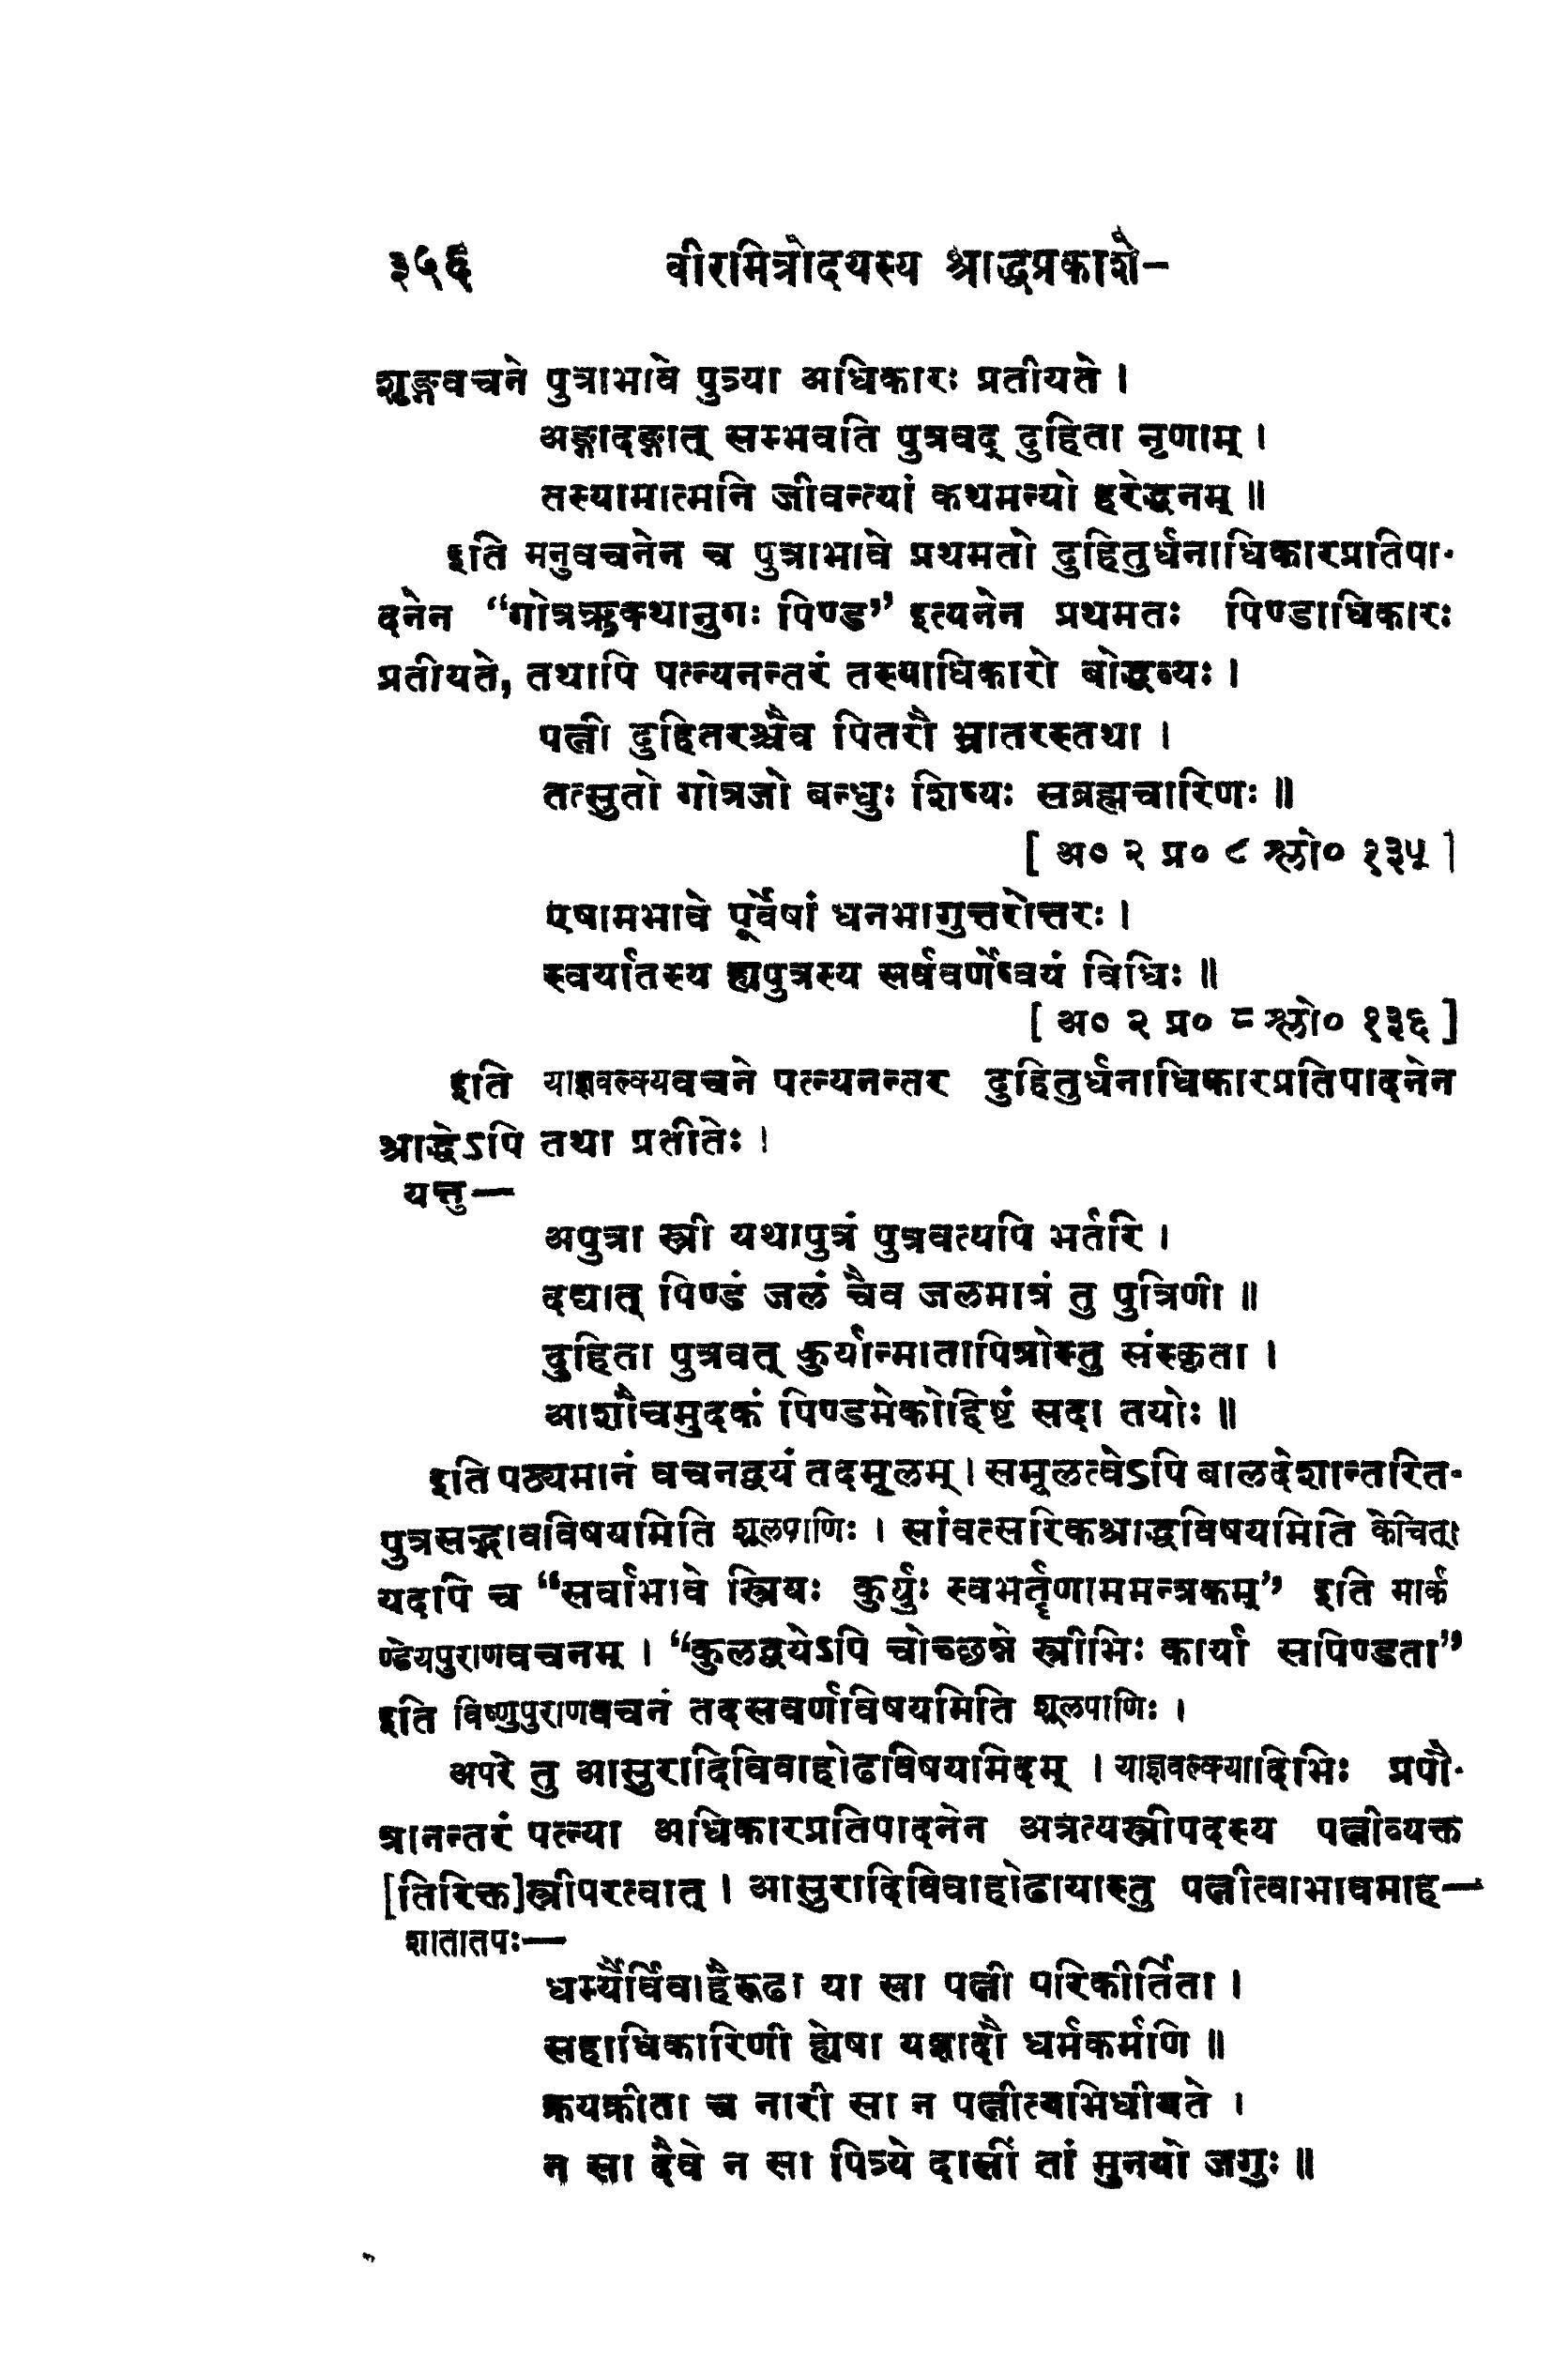 ३५६ वीरमित्रोदयस्य श्राद्धप्रकाशे-
शृङ्गवचने पुत्राभावे पुत्र्या अधिकारः प्रतीयते ।
अङ्गादङ्गात् सम्भवति पुत्रवद् दुहिता नृणाम् ।
तस्यामात्मनि जीवन्त्यां कथमन्यो हरेद्धनम् ॥
इति मनुवचनेन च पुत्राभावे प्रथमतो दुहितुर्धनाधिकारप्रतिपा-
दनेन “गोत्रऋक्थानुगः पिण्ड” इत्यनेन प्रथमतः पिण्डाधिकारः
प्रतीयते, तथापि पत्न्यनन्तरं तस्याधिकारो बोद्धव्यः ।
पत्नी दुहितरश्चैव पितरौ भ्रातरस्तथा ।
तत्सुतो गोत्रजो बन्धुः शिष्यः सब्रह्मचारिणः ॥
[ अ० २ प्र० ८ श्लो० १३५ ]
एषामभावे पूर्वेषां धनभागुत्तरोत्तरः ।
स्वर्यातस्य ह्यपुत्रस्य सर्ववर्णेष्वयं विधिः ॥
[ अ० २ प्र० ८ श्लो० १३६ ]
इति याज्ञवल्क्यवचने पत्न्यनन्तर दुहितुर्धनाधिकारप्रतिपादनेन
श्राद्धेऽपि तथा प्रतीतेः ।
यत्तु—
अपुत्रा स्त्री यथापुत्रं पुत्रवत्यपि भर्तरि ।
दद्यात् पिण्डं जलं चैव जलमात्रं तु पुत्रिणी ॥
दुहिता पुत्रवत् कुर्यान्मातापित्रोस्तु संस्कृता ।
आशौचमुदकं पिण्डमेकोद्दिष्टं सदा तयोः ॥
इति पठ्यमानं वचनद्वयं तदमूलम् । समूलत्वेऽपि बालदेशान्तरित-
पुत्रसद्भावविषयमिति शूलपाणिः । सांवत्सरिकश्राद्धविषयमिति केचित् ।
यदपि च “सर्वाभावे स्त्रियः कुर्युः स्वभर्तॄणाममन्त्रकम्” इति मार्क
ण्डेयपुराणवचनम् । “कुलद्वयेऽपि चोच्छन्ने स्त्रीभिः कार्या सपिण्डता”
इति विष्णुपुराणवचनं तदसवर्णविषयमिति शूलपाणिः ।
अपरे तु आसुरादिविवाहोढविषयमिदम् । याज्ञवल्क्यादिभिः प्रपौ-
त्रानन्तरं पत्न्या अधिकारप्रतिपादनेन अत्रत्यस्त्रीपदस्य पत्नीव्यक्त
[तिरिक्त]स्त्रीपरत्वात् । आसुरादिविवाहोढायास्तु पत्नीत्वाभावमाह—
शातातपः—
धर्म्यैर्विवाहैरूढा या सा पत्नी परिकीर्तिता ।
सहाधिकारिणी ह्येषा यज्ञादौ धर्मकर्मणि ॥
क्रयक्रीता च नारी सा न पत्नीत्यभिधीयते ।
न सा दैवे न सा पित्र्ये दासीं तां मुनयो जगुः ॥